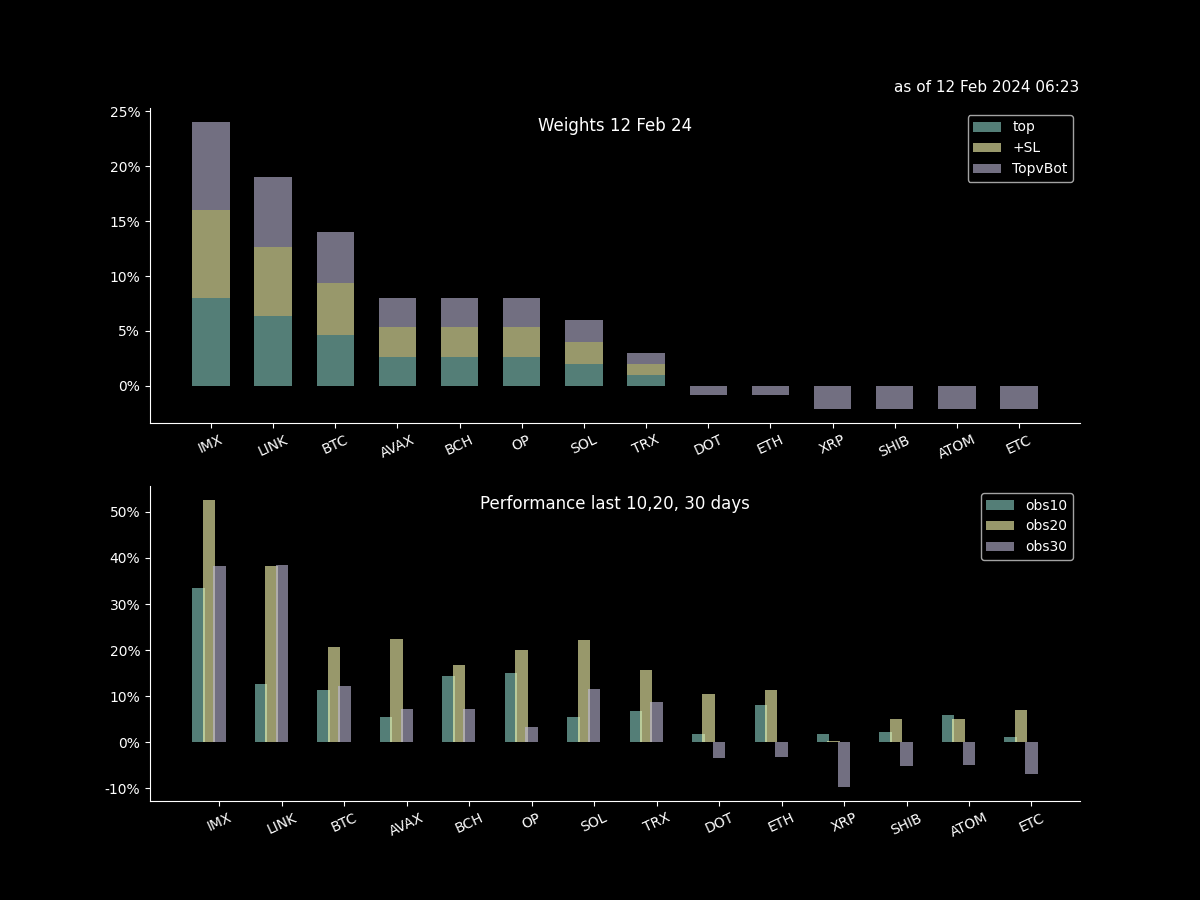 as of 12 Feb 2024 06:23
Weights 12 Feb 24
top
+SL
TopvBot
25%
20%
15%
10%
5%
0%
IMX LINK BTC AVAX BCH OP SOL TRX DOT ETH XRP SHIB ATOM ETC
Performance last 10,20, 30 days
obs10
obs20
obs30
50%
40%
30%
20%
10%
0%
-10%
IMX LINK BTC AVAX BCH OP SOL TRX DOT ETH XRP SHIB ATOM ETC